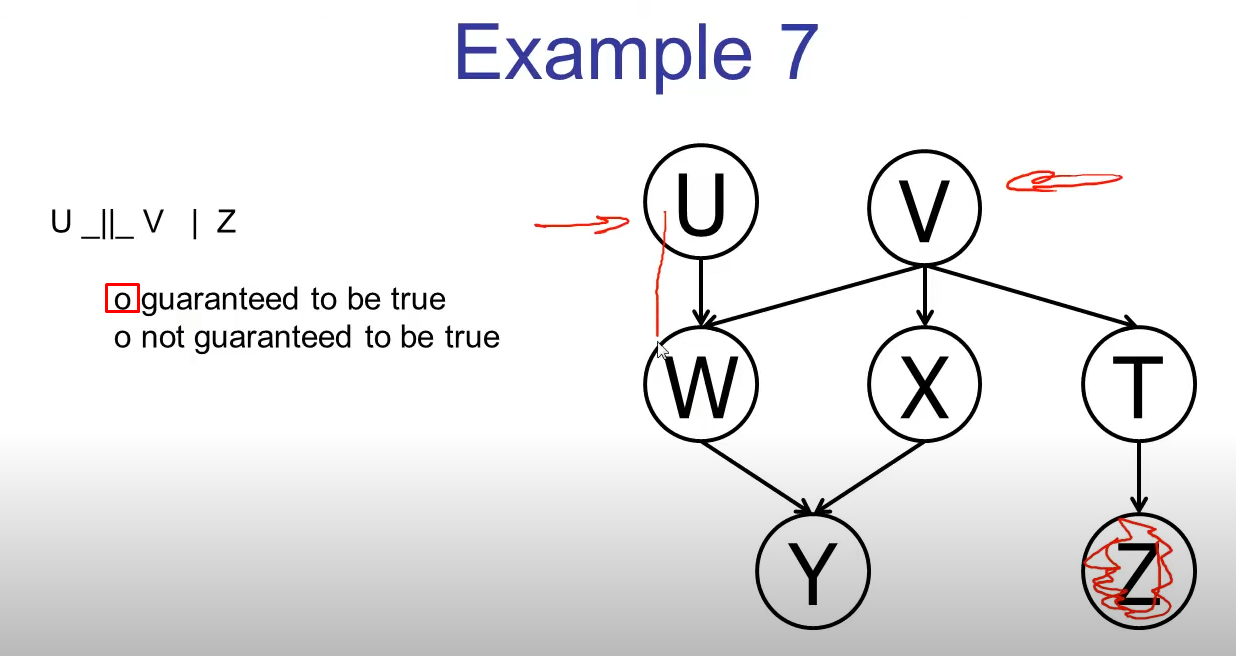 Example 7
U _||_ V | Z
o guaranteed to be true
o not guaranteed to be true
U V
W X T
Y Z